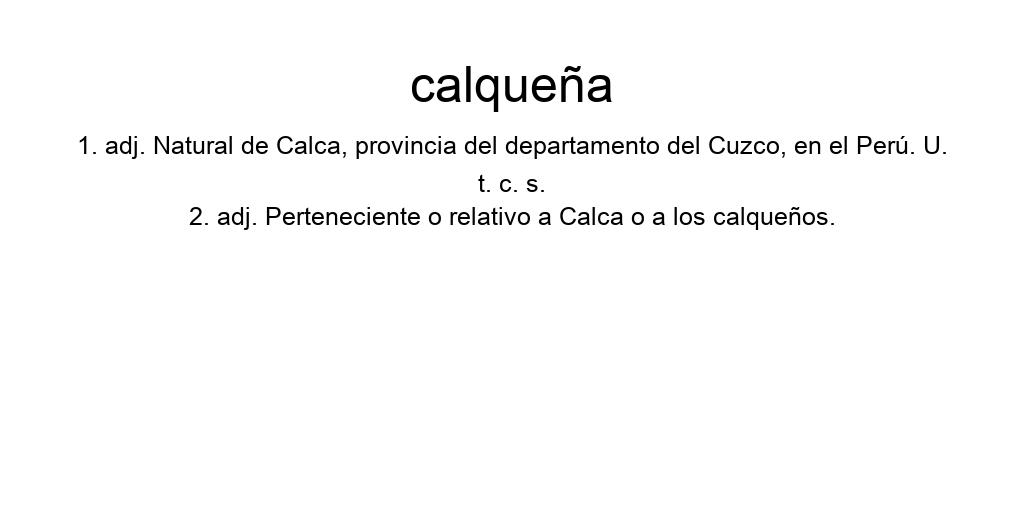 calqueña
1. adj. Natural de Calca, provincia del departamento del Cuzco, en el Perú. U.
t. c. s.
2. adj. Perteneciente o relativo a Calca o a los calqueños.